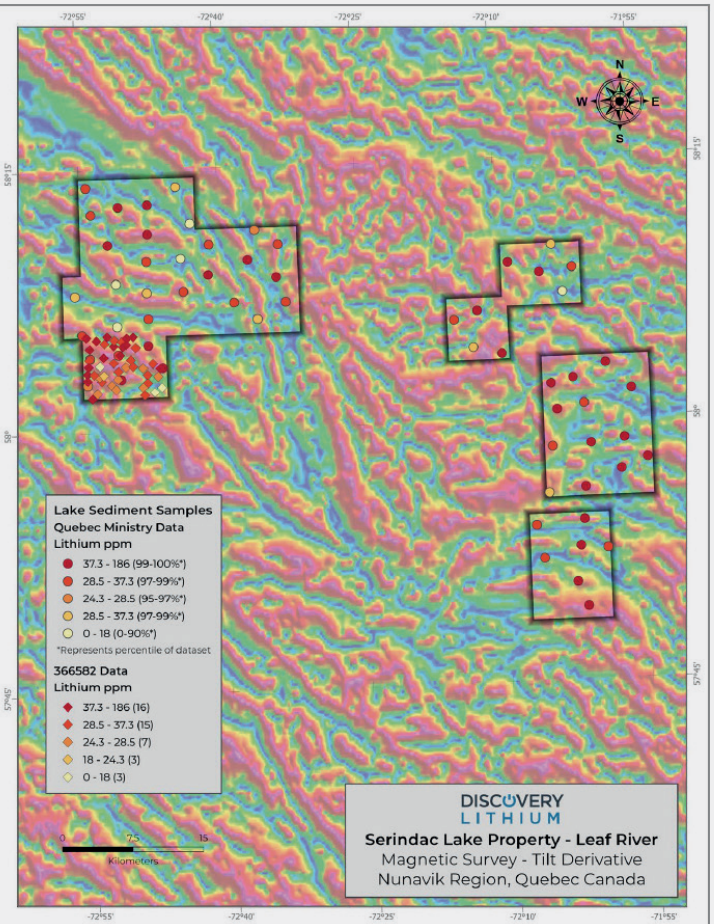 -72°55'
-72°40'
-72°25'
-72°10'
-71°55'
N
W
E
S
58°15'
58°15'
58°
58°
57°45'
57°45'
Lake Sediment Samples
Quebec Ministry Data
Lithium ppm
37.3 - 186 (99-100%*)
28.5 - 37.3 (97-99%*)
24.3 - 28.5 (95-97%*)
28.5 - 37.3 (97-99%*)
0 - 18 (0-90%*)
*Represents percentile of dataset
366582 Data
Lithium ppm
37.3 - 186 (16)
28.5 - 37.3 (15)
24.3 - 28.5 (7)
18 - 24.3 (3)
0 - 18 (3)
0 7.5 15
Kilometers
DISCOVERY
LITHIUM
Serindac Lake Property - Leaf River
Magnetic Survey - Tilt Derivative
Nunavik Region, Quebec Canada
-72°55'
-72°40'
-72°25'
-72°10'
-71°55'